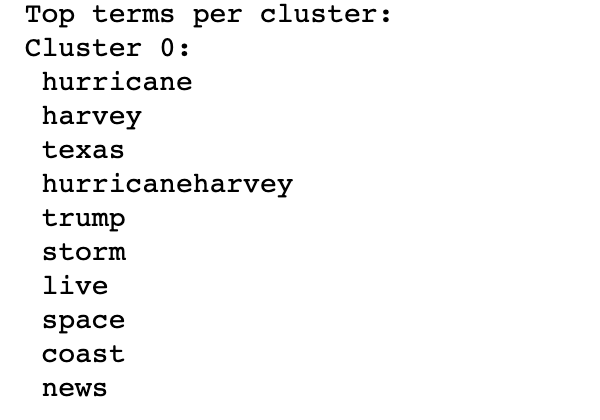 Top terms per cluster:
Cluster 0:
 hurricane
 harvey
 texas
 hurricaneharvey
 trump
 storm
 live
 space
 coast
 news